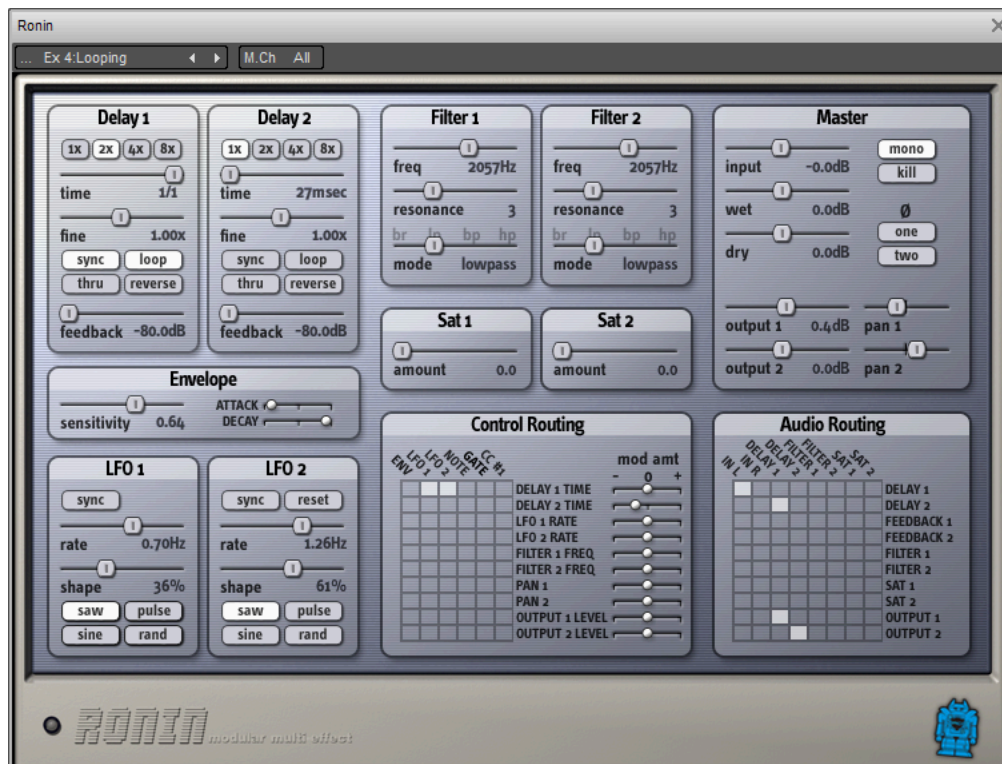 Ronin
... Ex 4:Looping M.Ch All
Delay 1
1x 2x 4x 8x
time 1/1
fine 1.00x
sync loop
thru reverse
feedback -80.0dB
Delay 2
1x 2x 4x 8x
time 27msec
fine 1.00x
sync loop
thru reverse
feedback -80.0dB
Filter 1
freq 2057Hz
resonance 3
br lp bp hp
mode lowpass
Filter 2
freq 2057Hz
resonance 3
br lp bp hp
mode lowpass
Master
input -0.0dB
wet 0.0dB
dry 0.0dB
mono
kill
Ø
one
two
output 1 0.4dB pan 1
output 2 0.0dB pan 2
Sat 1
amount 0.0
Sat 2
amount 0.0
Envelope
sensitivity 0.64
ATTACK
DECAY
LFO 1
sync
rate 0.70Hz
shape 36%
saw pulse
sine rand
LFO 2
sync reset
rate 1.26Hz
shape 61%
saw pulse
sine rand
Control Routing
ENV LFO 1 LFO 2 NOTE GATE CC #1
mod amt
- 0 +
DELAY 1 TIME
DELAY 2 TIME
LFO 1 RATE
LFO 2 RATE
FILTER 1 FREQ
FILTER 2 FREQ
PAN 1
PAN 2
OUTPUT 1 LEVEL
OUTPUT 2 LEVEL
Audio Routing
IN L IN R DELAY 1 DELAY 2 FILTER 1 FILTER 2 SAT 1 SAT 2
DELAY 1
DELAY 2
FEEDBACK 1
FEEDBACK 2
FILTER 1
FILTER 2
SAT 1
SAT 2
OUTPUT 1
OUTPUT 2
RONIN modular multi effect